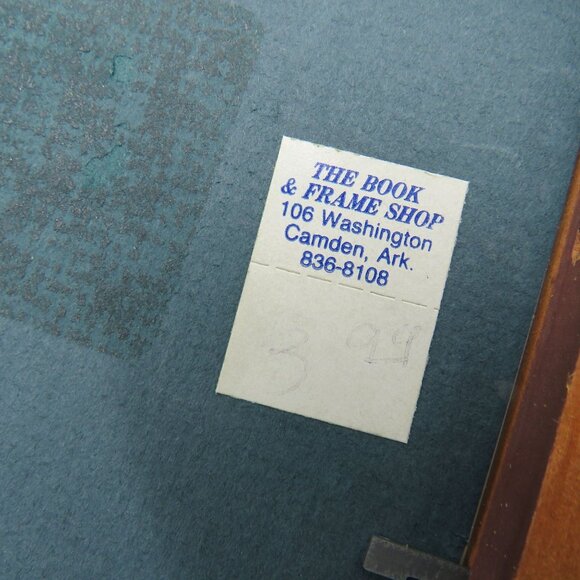 THE BOOK
& FRAME SHOP
106 Washington
Camden, Ark.
836-8108
3 99